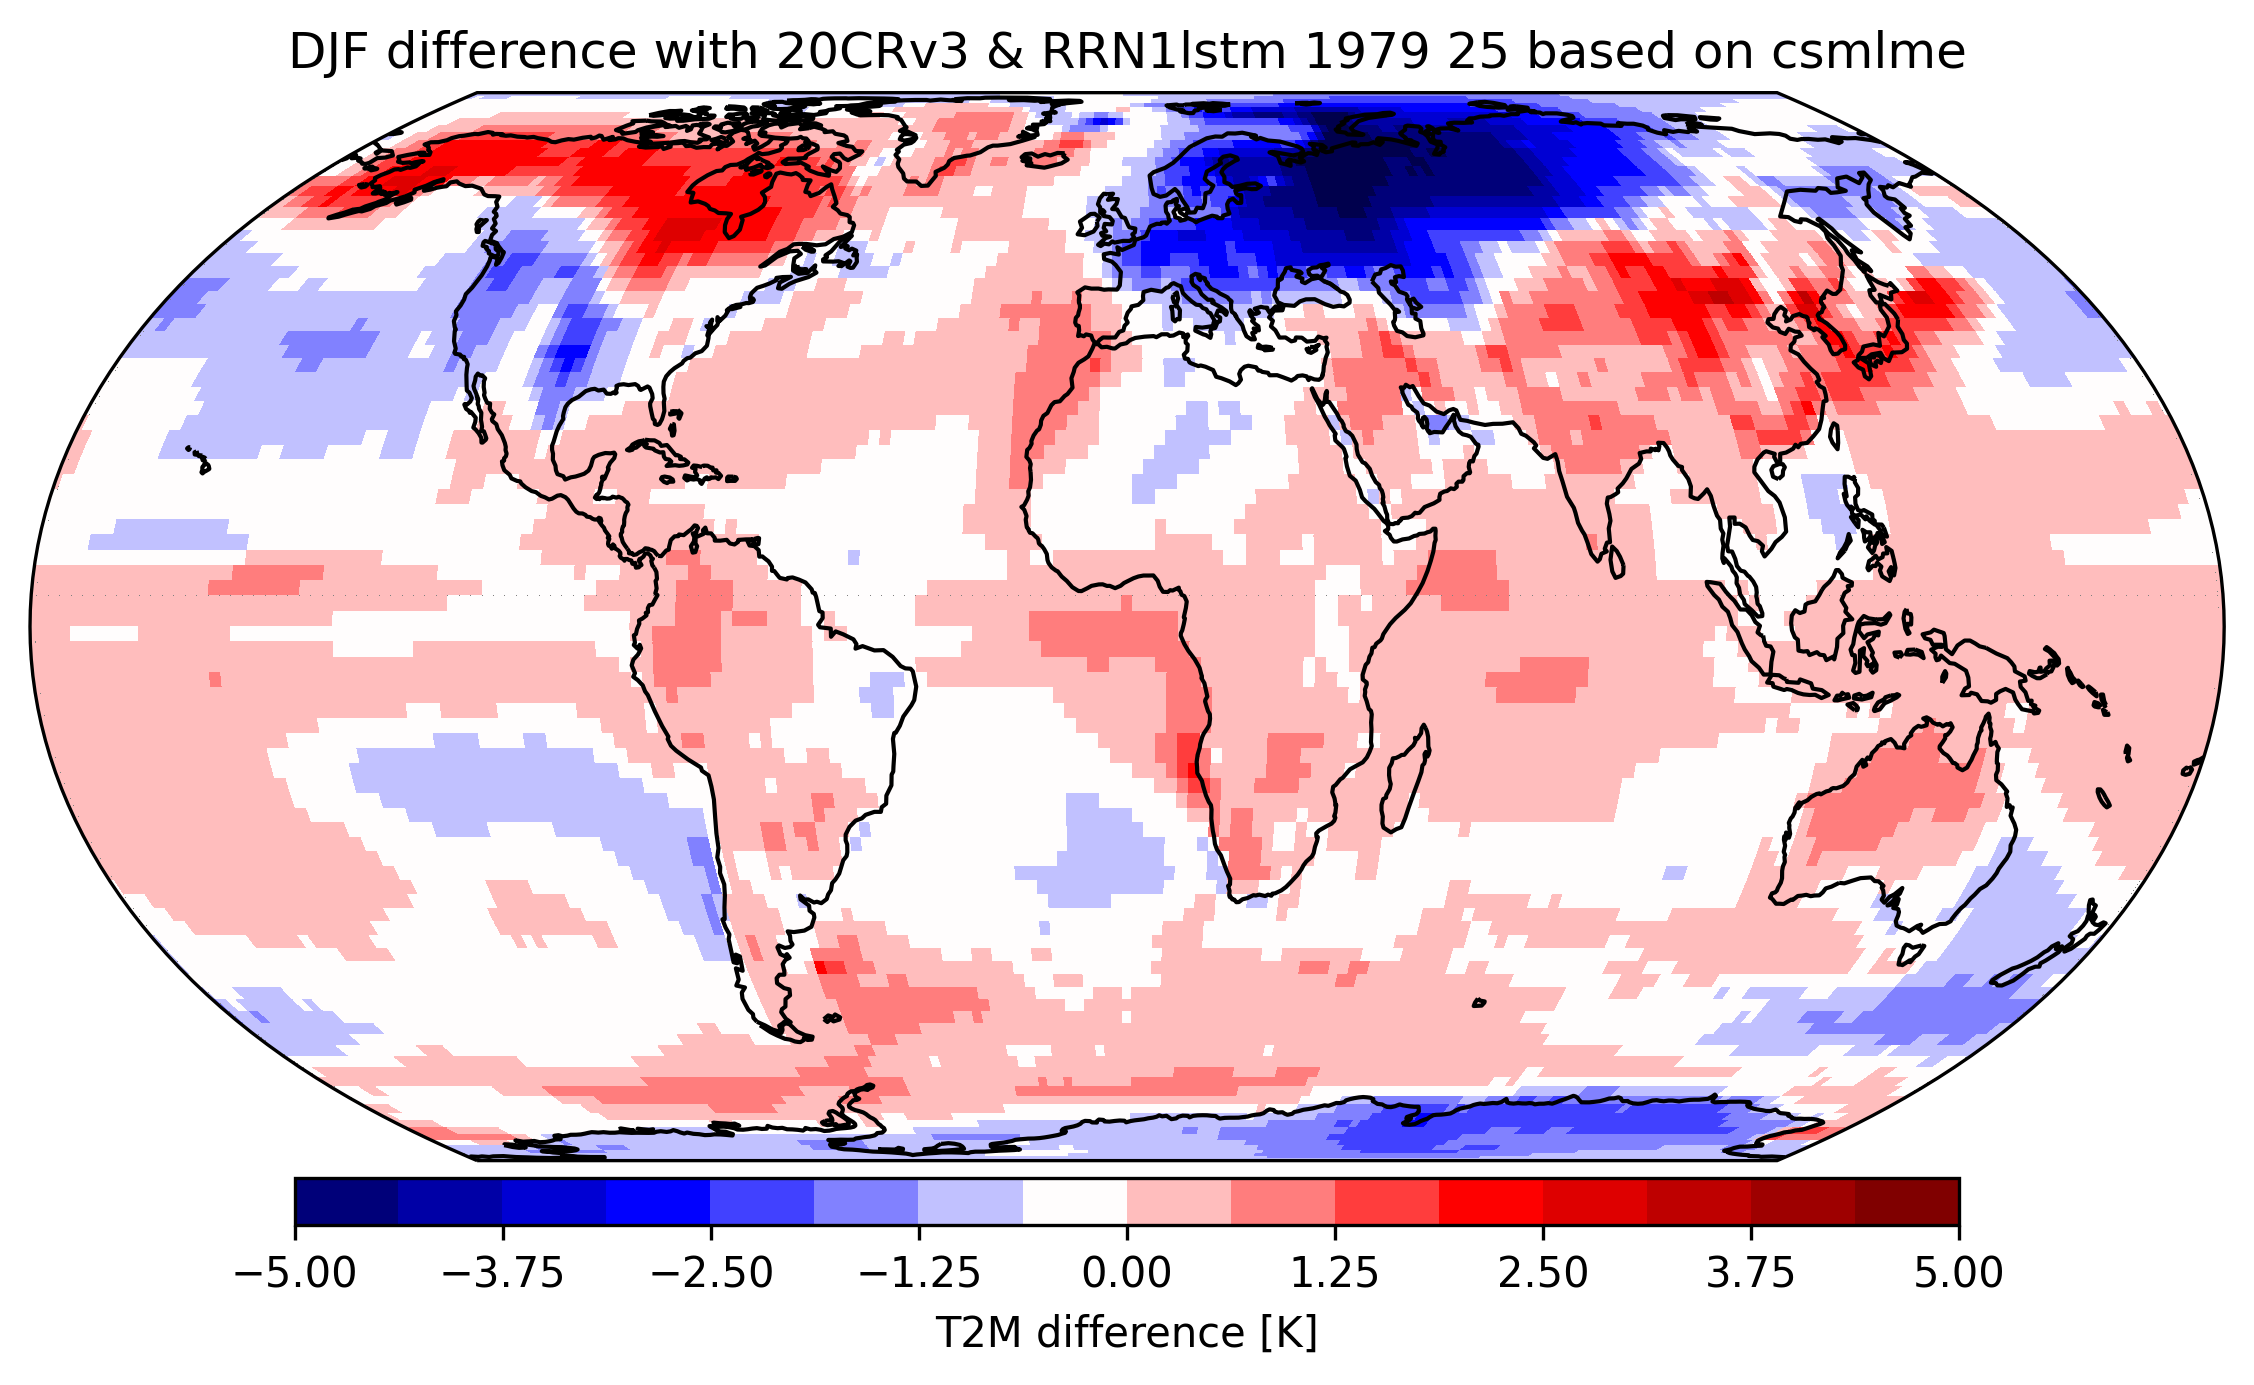 DJF difference with 20CRv3 & RRN1lstm 1979 25 based on csmlme
−5.00 −3.75 −2.50 −1.25 0.00 1.25 2.50 3.75 5.00
T2M difference [K]